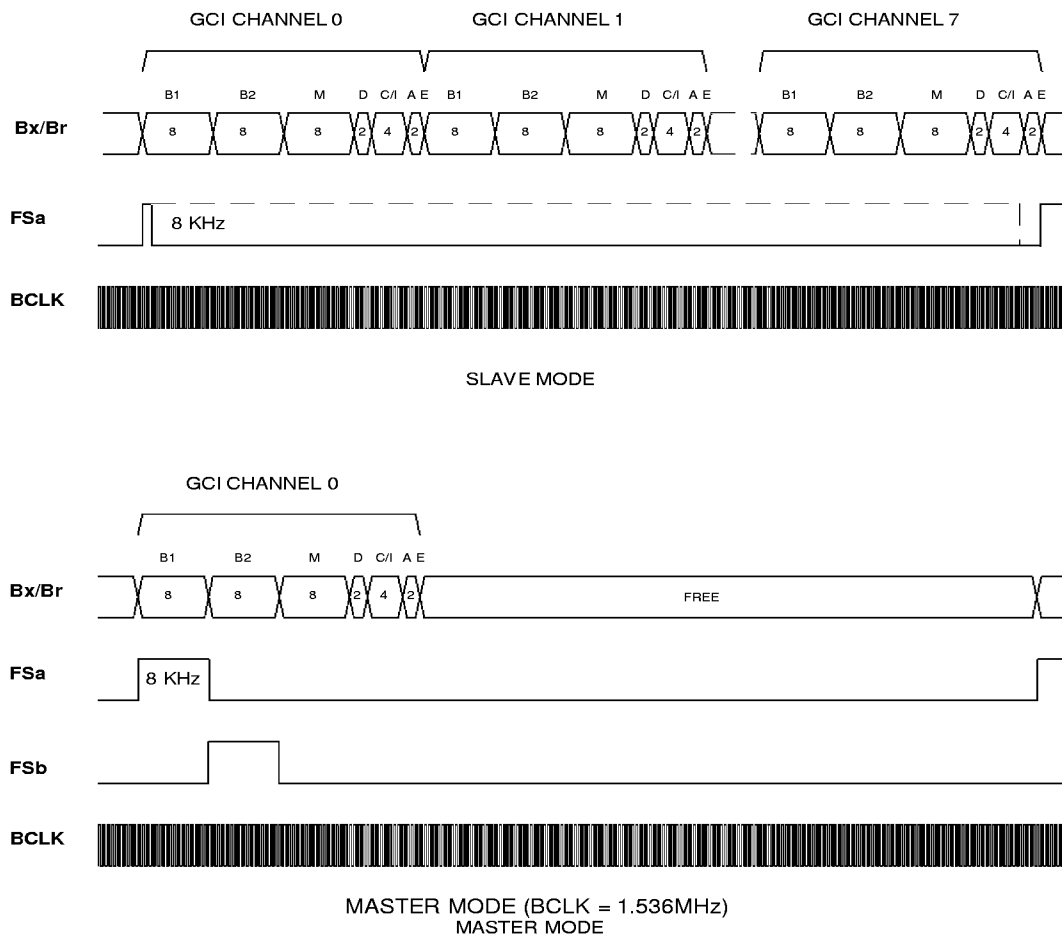 GCI CHANNEL 0 GCI CHANNEL 1 GCI CHANNEL 7
B1 B2 M D C/I A E B1 B2 M D C/I A E B1 B2 M D C/I A E
Bx/Br 8 8 8 2 4 2 8 8 8 2 4 2 8 8 8 2 4 2
FSa 8 KHz
BCLK
SLAVE MODE
GCI CHANNEL 0
B1 B2 M D C/I A E
Bx/Br 8 8 8 2 4 2 FREE
FSa 8 KHz
FSb
BCLK
MASTER MODE (BCLK = 1.536MHz)
MASTER MODE